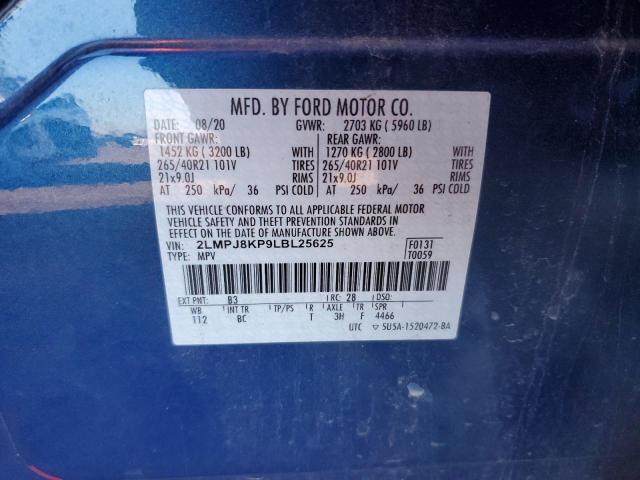 MFD. BY FORD MOTOR CO.
DATE: 08/20 GVWR: 2703 KG ( 5960 LB)
FRONT GAWR: REAR GAWR:
1452 KG ( 3200 LB) WITH 1270 KG ( 2800 LB) WITH
265/40R21 101V TIRES 265/40R21 101V TIRES
21x9.0J RIMS 21x9.0J RIMS
AT 250 kPa/ 36 PSI COLD AT 250 kPa/ 36 PSI COLD
THIS VEHICLE CONFORMS TO ALL APPLICABLE FEDERAL MOTOR
VEHICLE SAFETY AND THEFT PREVENTION STANDARDS IN
EFFECT ON THE DATE OF MANUFACTURE SHOWN ABOVE.
VIN: 2LMPJ8KP9LBL25625 F0131
TYPE: MPV T0059
EXT PNT: B3 RC: 28 DSO:
WB INT TR TP/PS R AXLE TR SPR
112 BC T 3H F 4466
UTC ▽ 5U5A-1520472-BA